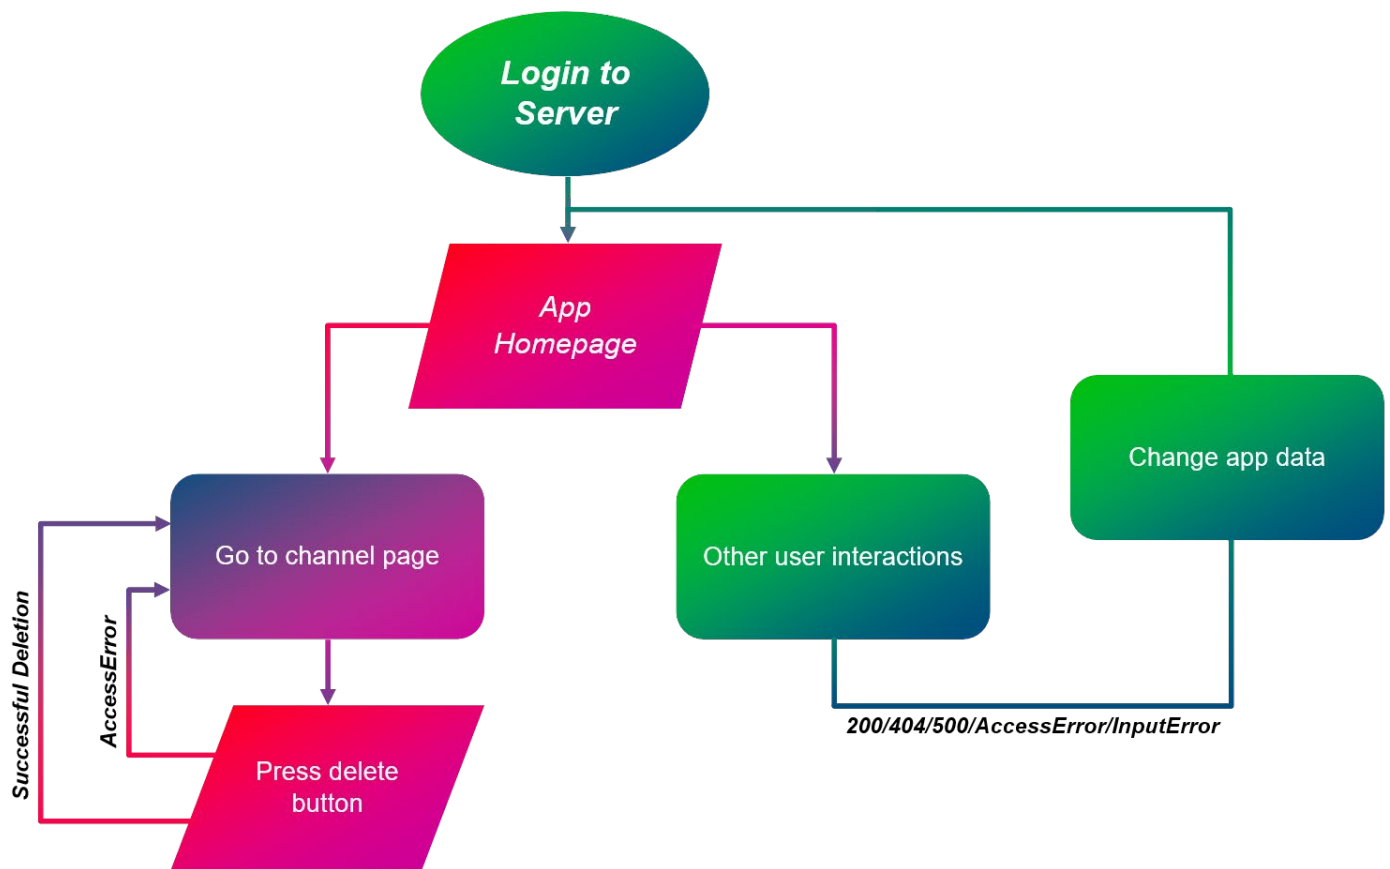 Login to
Server
App
Homepage
Change app data
Go to channel page
Other user interactions
Successful Deletion
AccessError
200/404/500/AccessError/InputError
Press delete
button